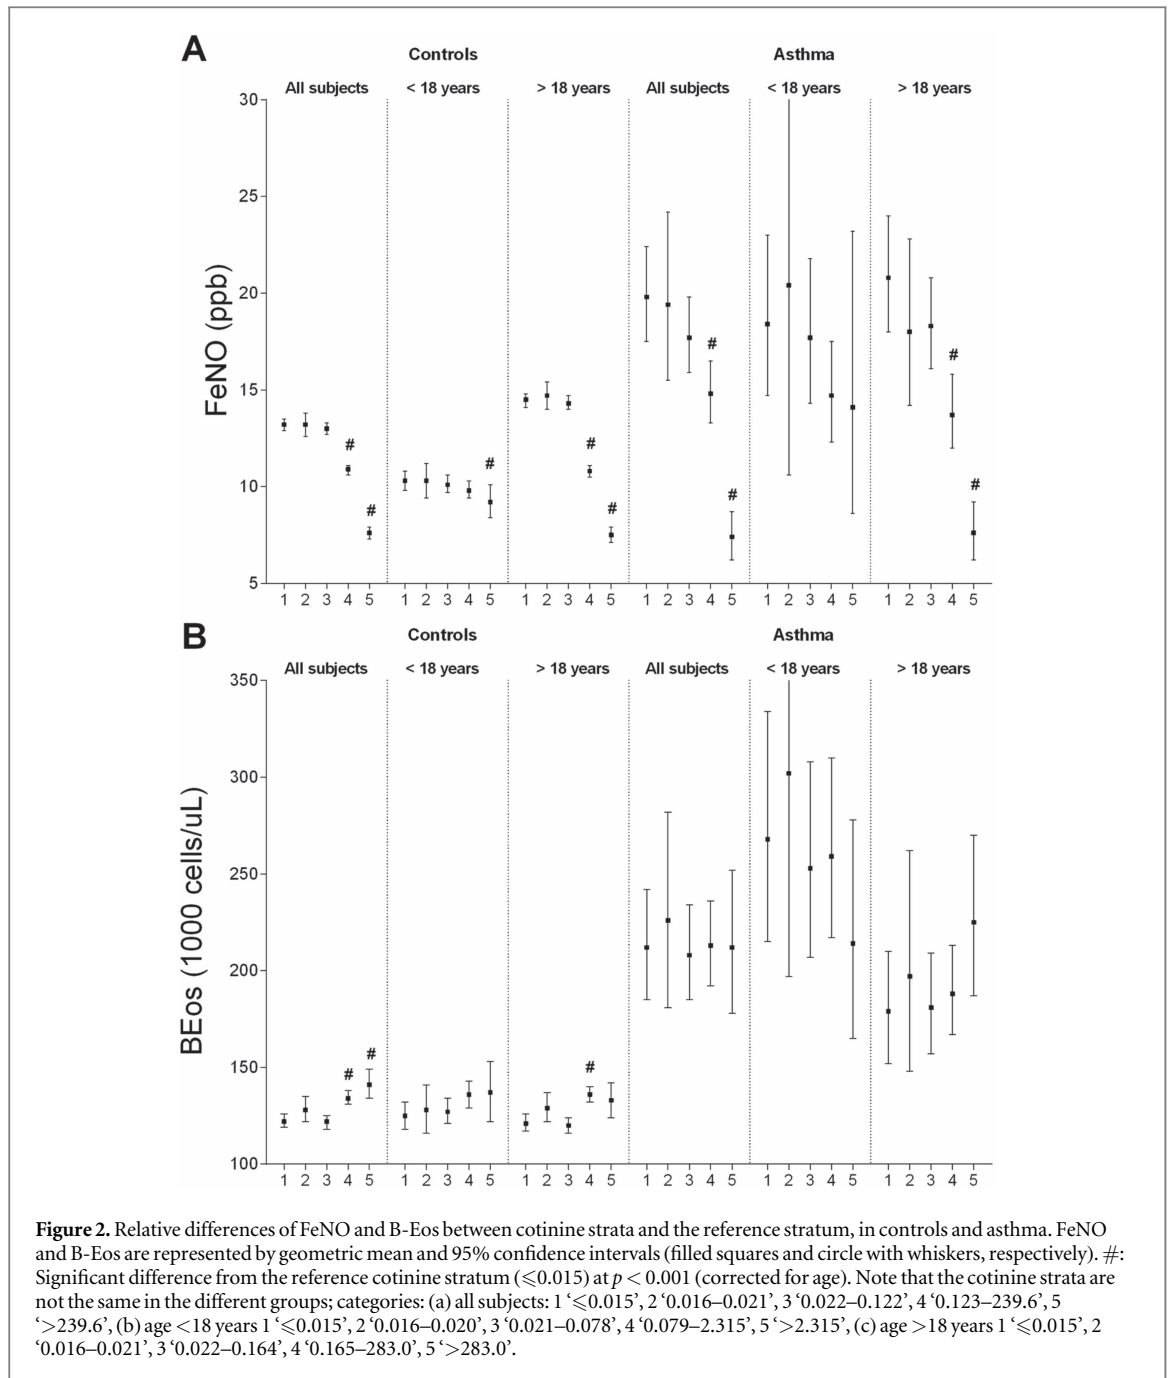 A
Controls
Asthma
All subjects
< 18 years
> 18 years
All subjects
< 18 years
> 18 years
FeNO (ppb)
30
25
20
15
10
5
# # # # # # # # #
1 2 3 4 5 1 2 3 4 5 1 2 3 4 5 1 2 3 4 5 1 2 3 4 5 1 2 3 4 5
B
Controls
Asthma
All subjects
< 18 years
> 18 years
All subjects
< 18 years
> 18 years
BEos (1000 cells/uL)
350
300
250
200
150
100
# # #
1 2 3 4 5 1 2 3 4 5 1 2 3 4 5 1 2 3 4 5 1 2 3 4 5 1 2 3 4 5
Figure 2. Relative differences of FeNO and B-Eos between cotinine strata and the reference stratum, in controls and asthma. FeNO
and B-Eos are represented by geometric mean and 95% confidence intervals (filled squares and circle with whiskers, respectively). #:
Significant difference from the reference cotinine stratum (⩽0.015) at p < 0.001 (corrected for age). Note that the cotinine strata are
not the same in the different groups; categories: (a) all subjects: 1 ‘⩽0.015’, 2 ‘0.016–0.021’, 3 ‘0.022–0.122’, 4 ‘0.123–239.6’, 5
‘>239.6’, (b) age <18 years 1 ‘⩽0.015’, 2 ‘0.016–0.020’, 3 ‘0.021–0.078’, 4 ‘0.079–2.315’, 5 ‘>2.315’, (c) age >18 years 1 ‘⩽0.015’, 2
‘0.016–0.021’, 3 ‘0.022–0.164’, 4 ‘0.165–283.0’, 5 ‘>283.0’.